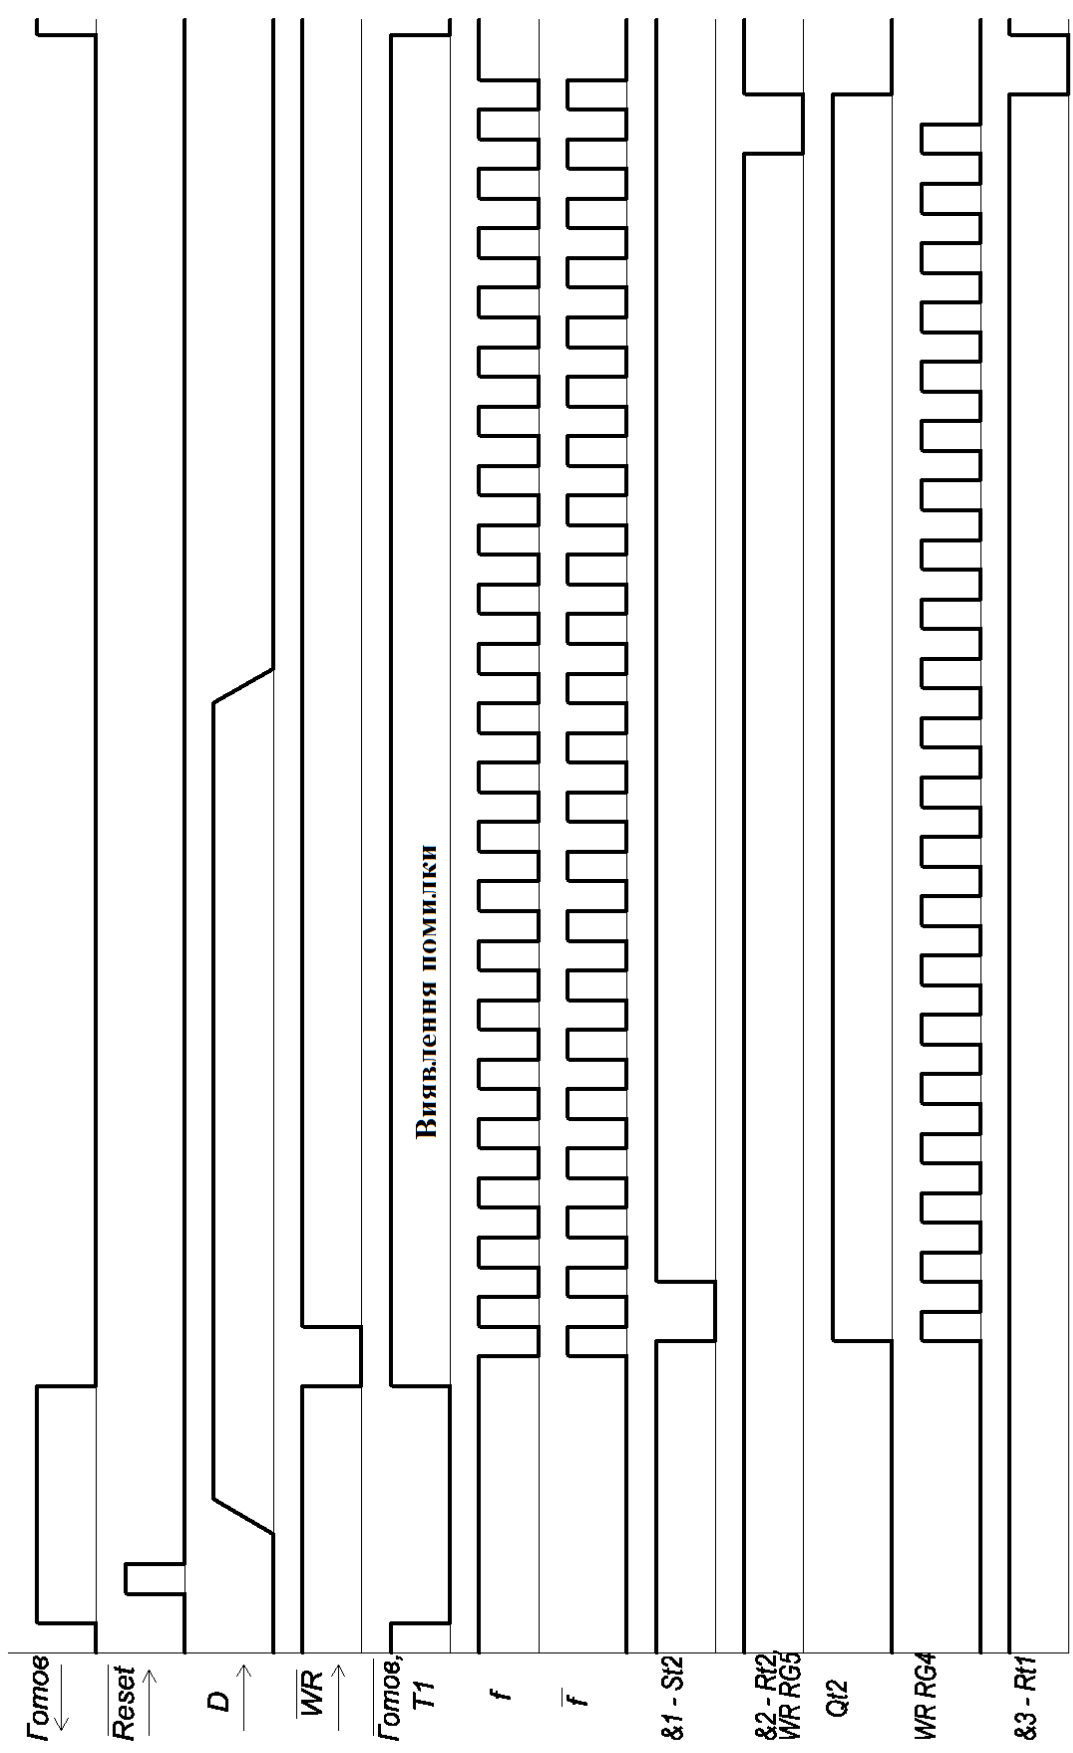 Готов
Reset
D
WR
Готов,
T1
f
f
&1 - St2
&2 - Rt2,
WR RG5
Qt2
WR RG4
&3 - Rt1
Виявлення помилки